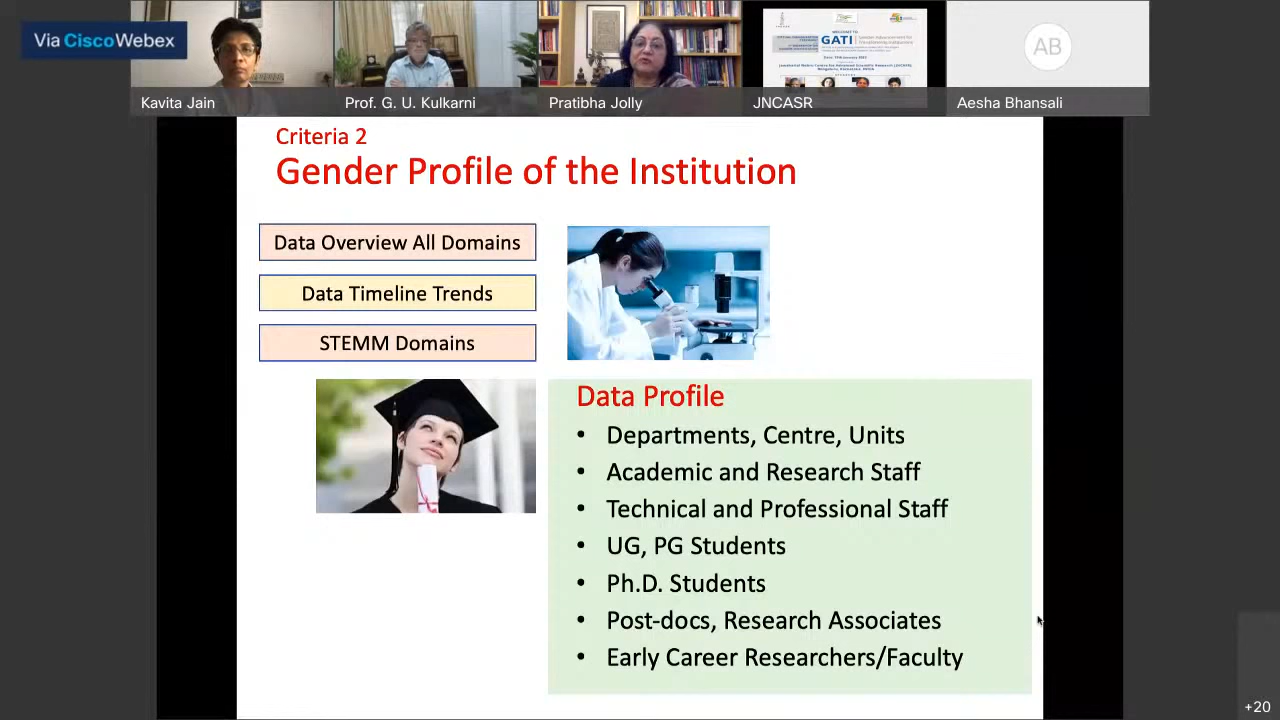 Via CiscoWebex
Kavita Jain
Prof. G. U. Kulkarni
Pratibha Jolly
JNCASR
Aesha Bhansali
AB
WELCOME TO
GATI
Criteria 2
Gender Profile of the Institution
Data Overview All Domains
Data Timeline Trends
STEMM Domains
Data Profile
• Departments, Centre, Units
• Academic and Research Staff
• Technical and Professional Staff
• UG, PG Students
• Ph.D. Students
• Post-docs, Research Associates
• Early Career Researchers/Faculty
+20